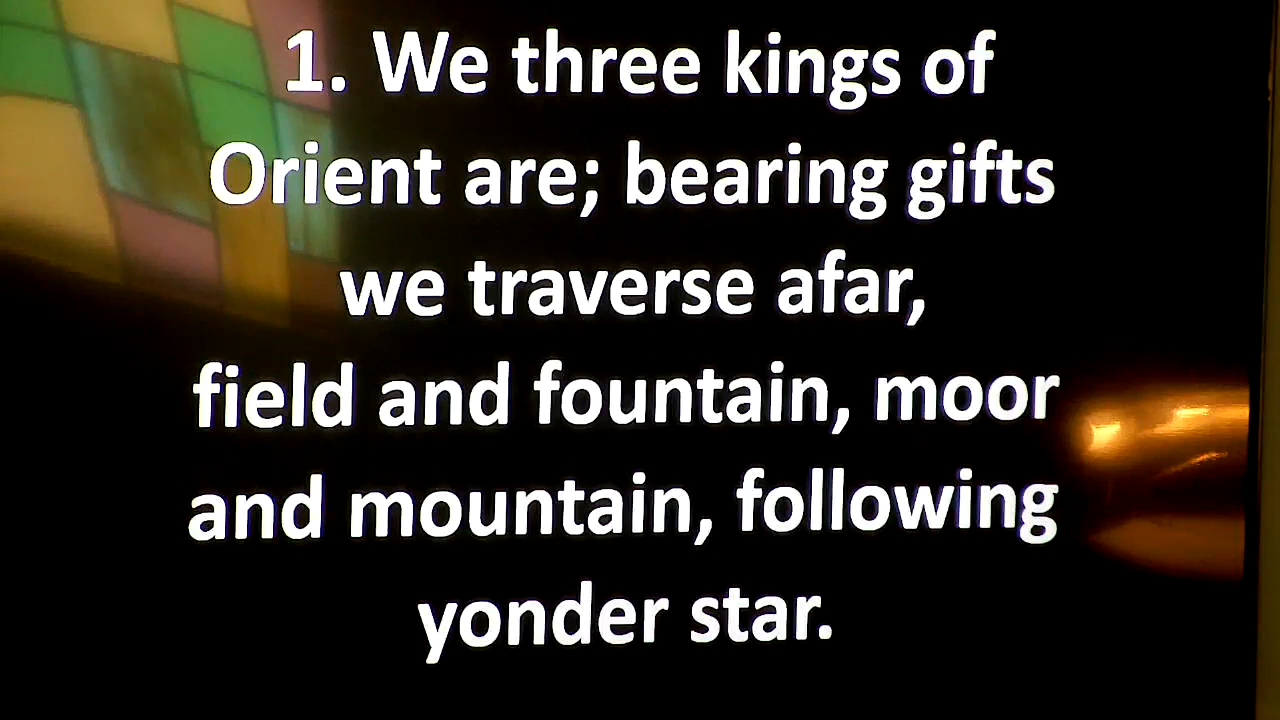 1. We three kings of
Orient are; bearing gifts
we traverse afar,
field and fountain, moor
and mountain, following
yonder star.